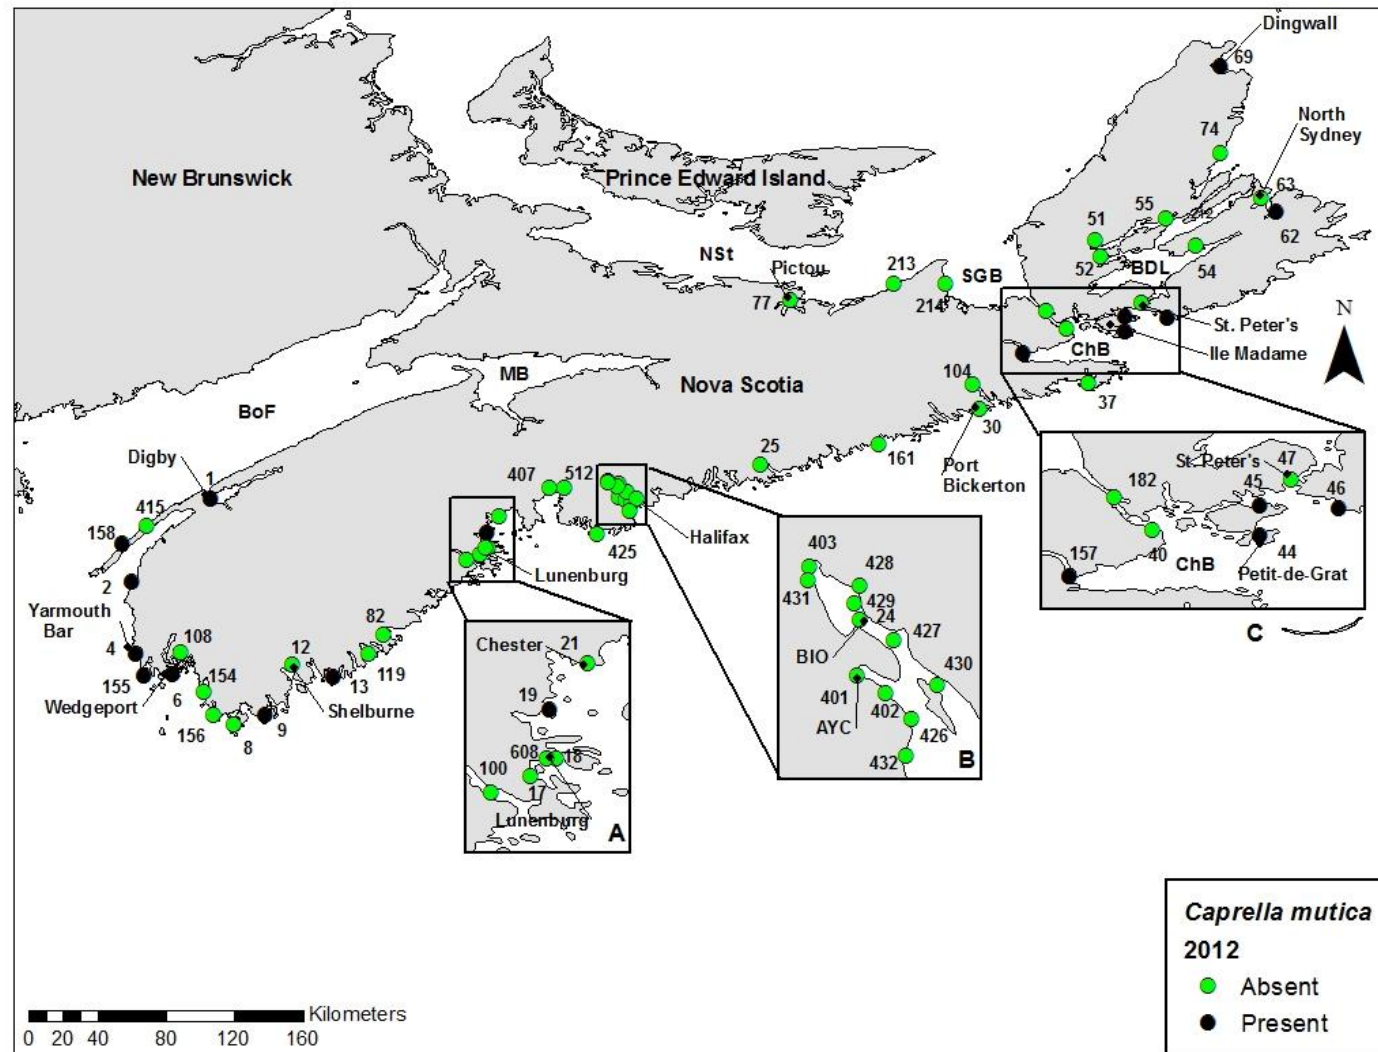 Dingwall
69
74
North
Sydney
63
62
55
51
52
54
BDL
New Brunswick
Prince Edward Island
NSt
Pictou
77
213
214
SGB
St. Peter's
Ile Madame
ChB
N
MB
Nova Scotia
BoF
104
30
37
Port
Bickerton
161
25
Digby
1
415
158
2
407
512
Halifax
425
Lunenburg
Yarmouth
Bar
4
155
Wedgeport
6
108
154
156
8
9
12
Shelburne
13
82
119
Chester
21
19
608
18
100
17
Lunenburg
A
403
431
428
429
24
BIO
427
430
401
402
AYC
426
432
B
St. Peter's
47
182
45
46
40
44
157
ChB
Petit-de-Grat
C
Caprella mutica
2012
Absent
Present
Kilometers
0 20 40 80 120 160